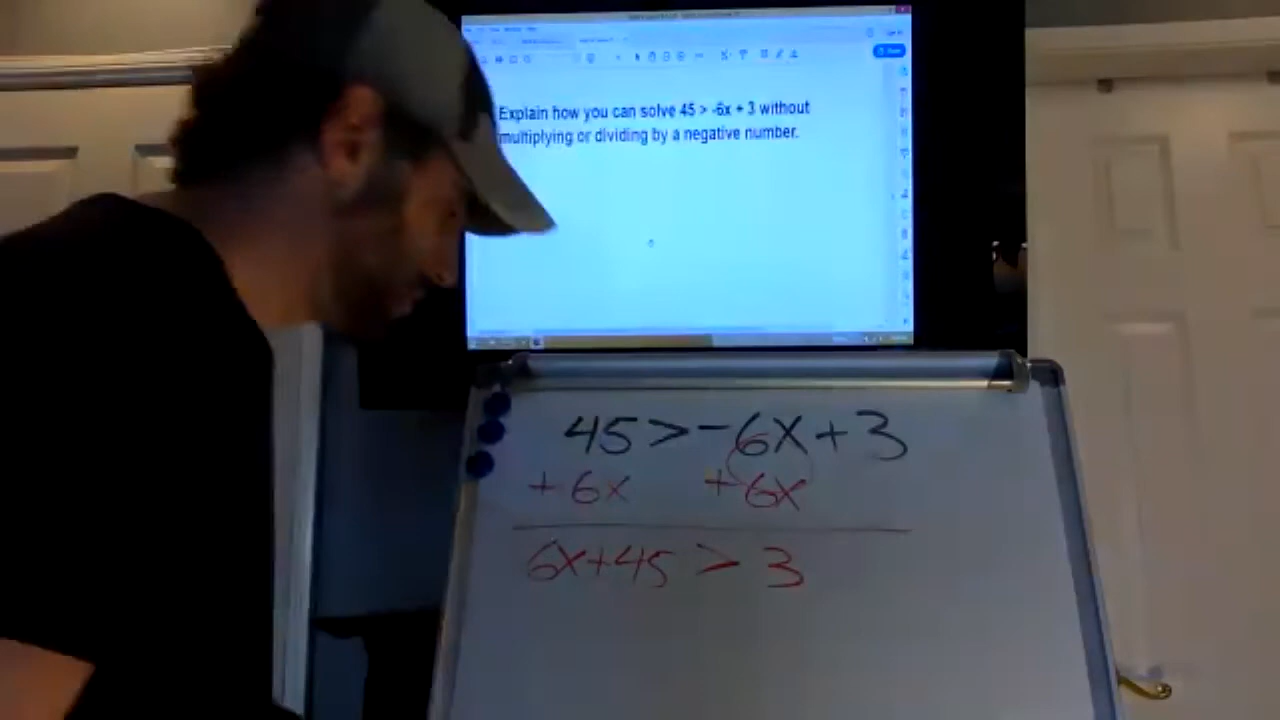 Explain how you can solve 45 > -6x + 3 without
multiplying or dividing by a negative number.
45>-6x+3
+6x +6x
6x+45 > 3